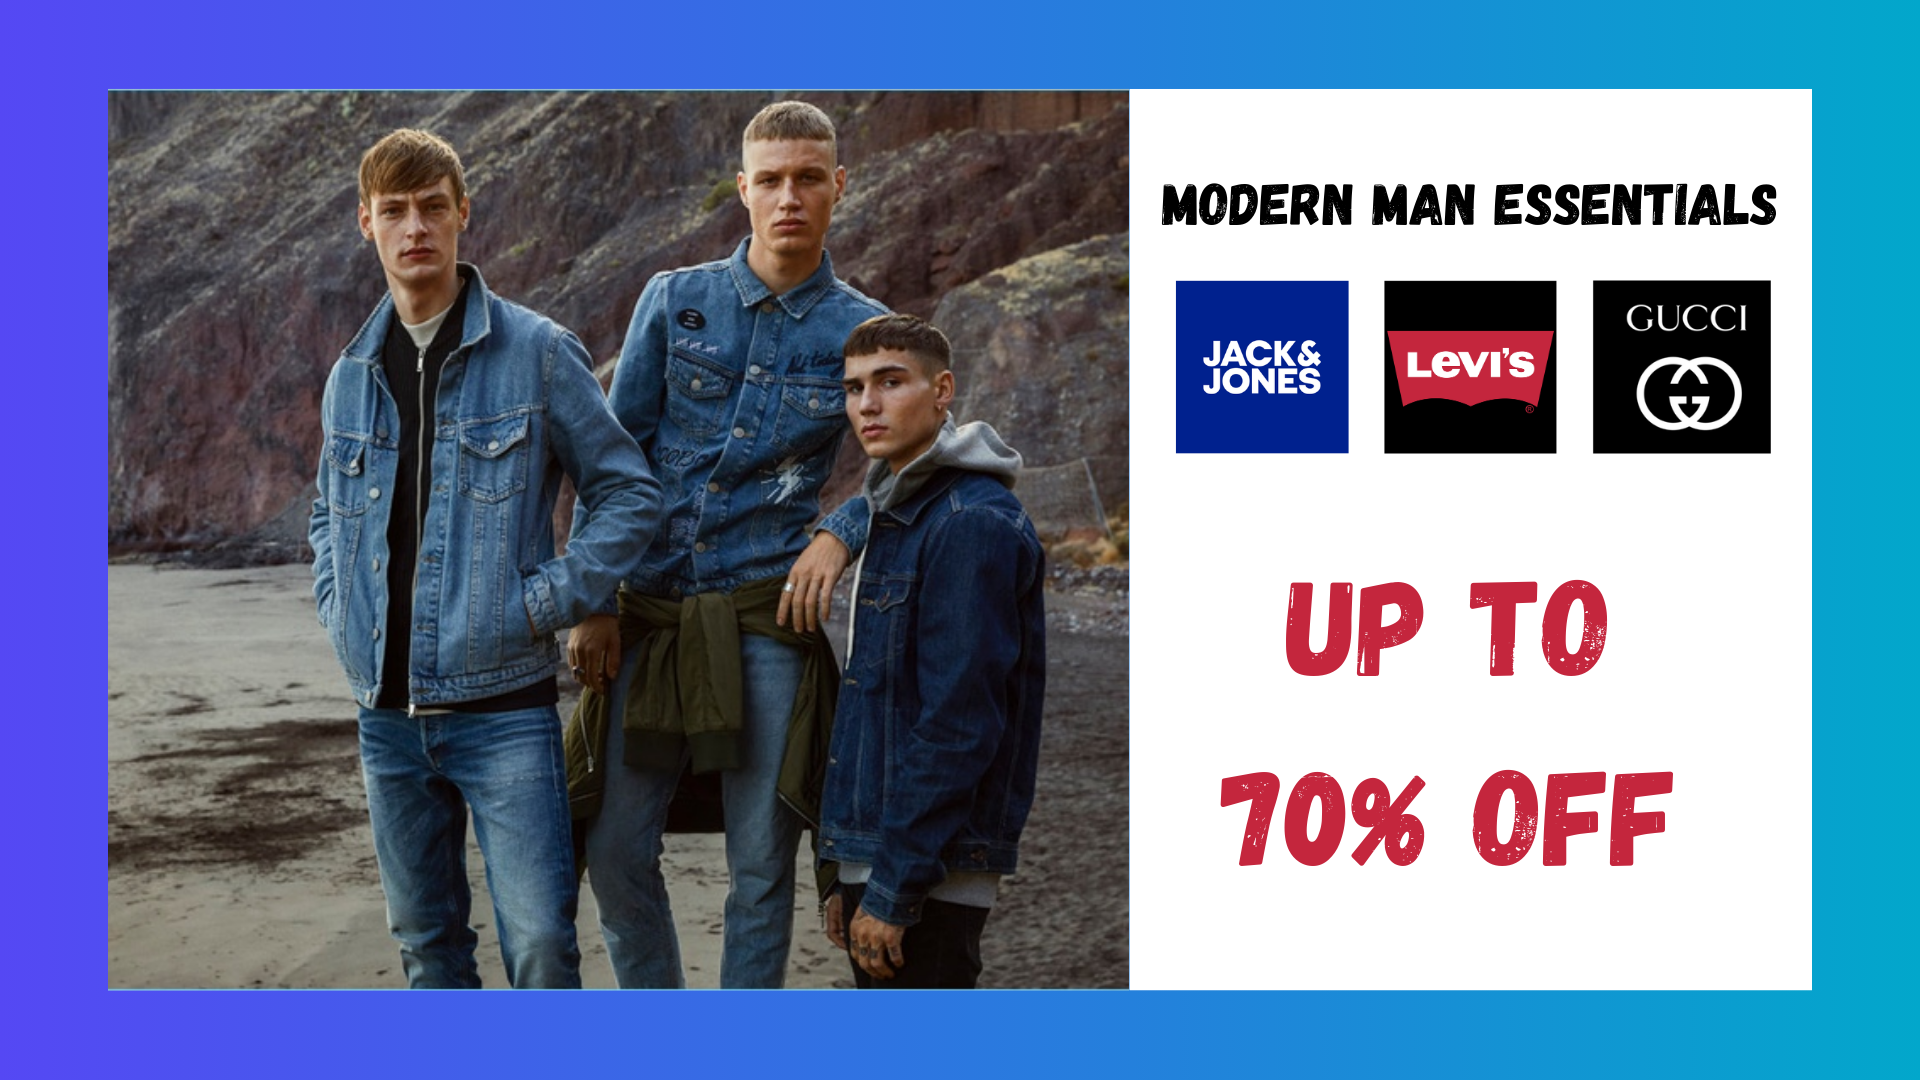 MODERN MAN ESSENTIALS
JACK&
JONES
Levi's
®
GUCCI
UP TO
70% OFF